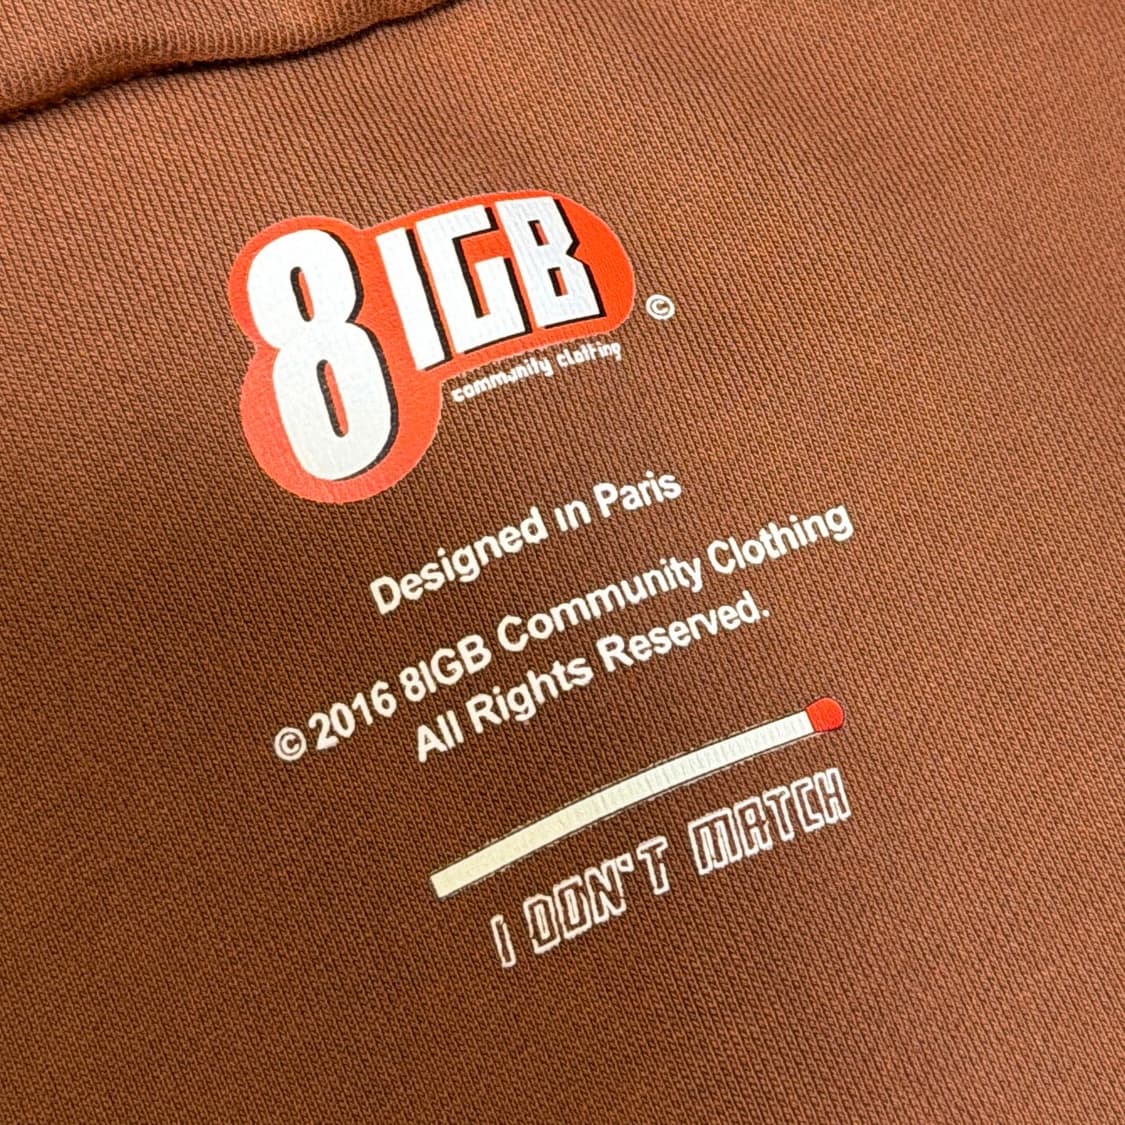 8IGB
©
community clothing
Designed in Paris
© 2016 8IGB Community Clothing
All Rights Reserved.
I DON'T MATCH